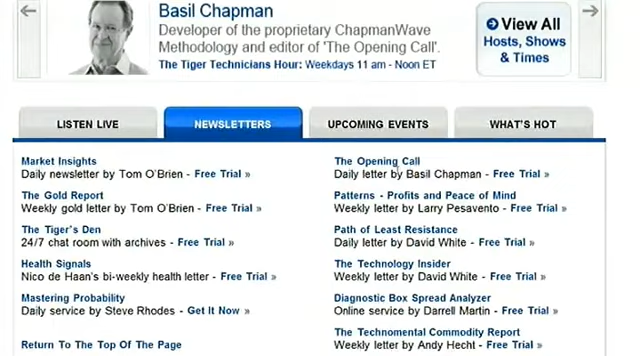 Basil Chapman
Developer of the proprietary ChapmanWave
Methodology and editor of 'The Opening Call'.
The Tiger Technicians Hour: Weekdays 11 am - Noon ET
View All
Hosts, Shows
& Times
LISTEN LIVE
NEWSLETTERS
UPCOMING EVENTS
WHAT'S HOT
Market Insights
Daily newsletter by Tom O'Brien - Free Trial »
The Gold Report
Weekly gold letter by Tom O'Brien - Free Trial »
The Tiger's Den
24/7 chat room with archives - Free Trial »
Health Signals
Nico de Haan's bi-weekly health letter - Free Trial »
Mastering Probability
Daily service by Steve Rhodes - Get It Now »
Return To The Top Of The Page
The Opening Call
Daily letter by Basil Chapman - Free Trial »
Patterns - Profits and Peace of Mind
Weekly letter by Larry Pesavento - Free Trial »
Path of Least Resistance
Daily letter by David White - Free Trial »
The Technology Insider
Weekly letter by David White - Free Trial »
Diagnostic Box Spread Analyzer
Online service by Darrell Martin - Free Trial »
The Technomental Commodity Report
Weekly letter by Andy Hecht - Free Trial »